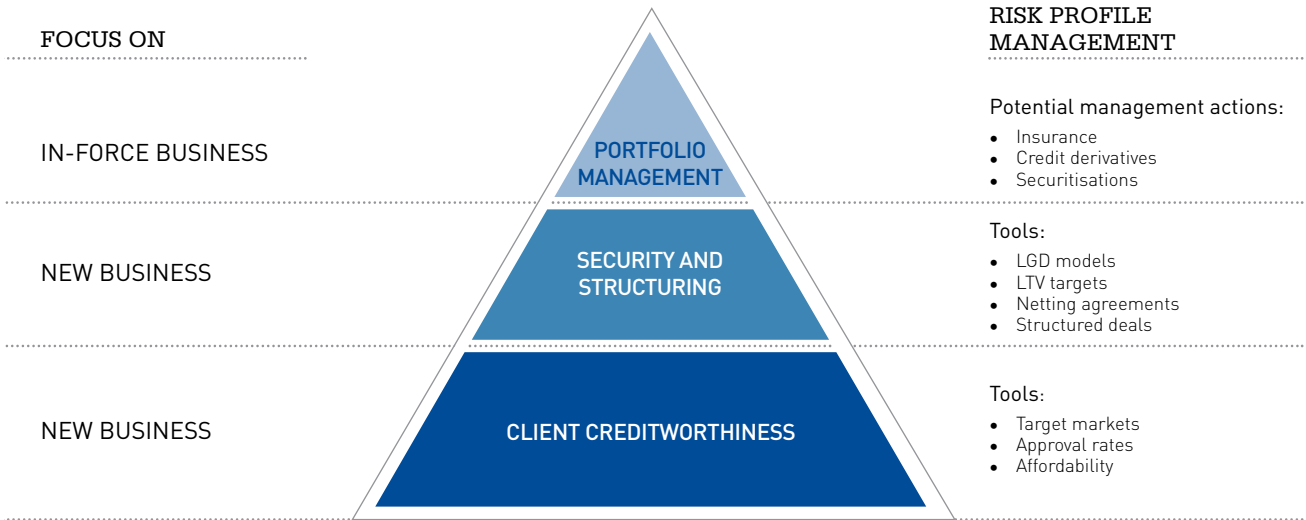 FOCUS ON
RISK PROFILE
MANAGEMENT
IN-FORCE BUSINESS
PORTFOLIO
MANAGEMENT
Potential management actions:
• Insurance
• Credit derivatives
• Securitisations
NEW BUSINESS
SECURITY AND
STRUCTURING
Tools:
• LGD models
• LTV targets
• Netting agreements
• Structured deals
NEW BUSINESS
CLIENT CREDITWORTHINESS
Tools:
• Target markets
• Approval rates
• Affordability